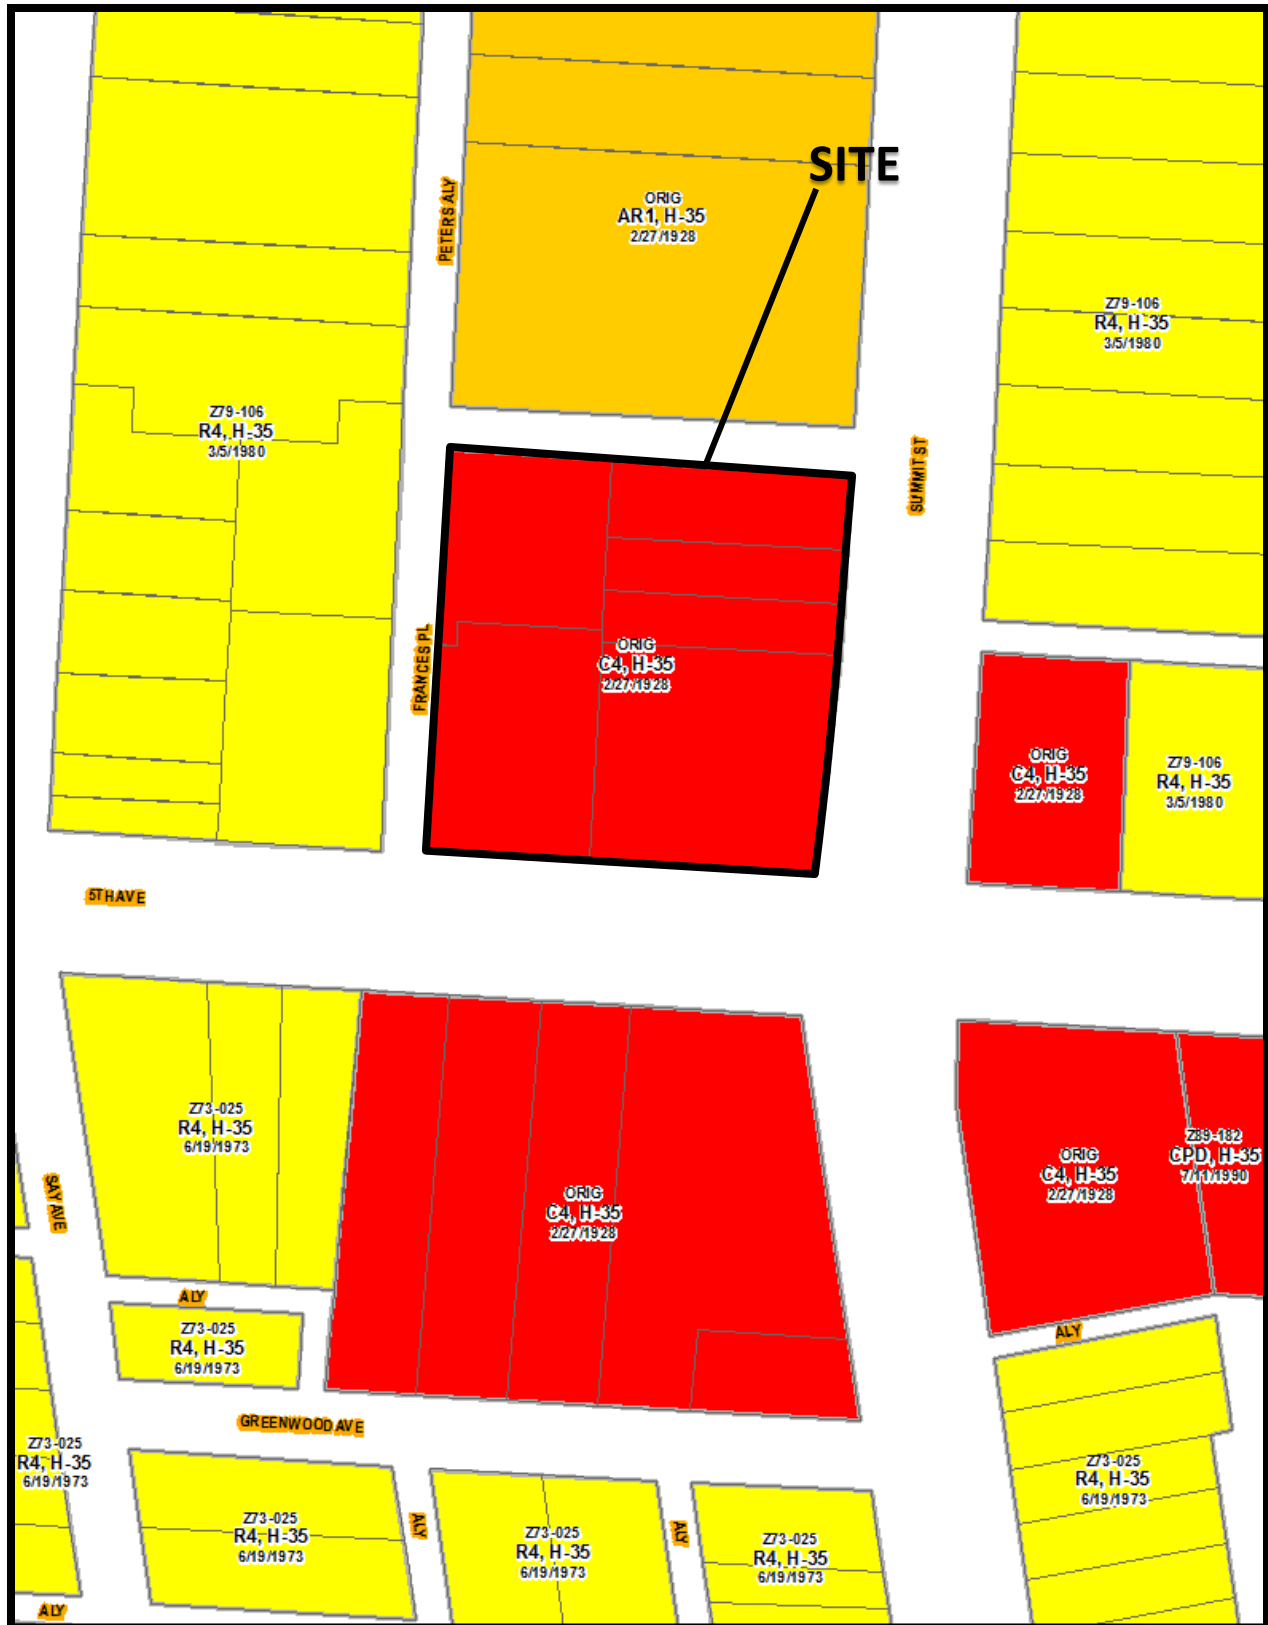 SITE
PETERS ALY
ORIG
AR1, H-35
2/27/1928
Z79-106
R4, H-35
3/5/1980
Z79-106
R4, H-35
3/5/1980
SUMMIT ST
FRANCES PL
ORIG
C4, H-35
2/27/1928
ORIG
C4, H-35
2/27/1928
Z79-106
R4, H-35
3/5/1980
5TH AVE
Z73-025
R4, H-35
6/19/1973
ORIG
C4, H-35
2/27/1928
ORIG
C4, H-35
2/27/1928
Z89-182
CPD, H-35
7/11/1990
SAY AVE
ALY
Z73-025
R4, H-35
6/19/1973
ALY
GREENWOOD AVE
Z73-025
R4, H-35
6/19/1973
Z73-025
R4, H-35
6/19/1973
ALY
Z73-025
R4, H-35
6/19/1973
ALY
Z73-025
R4, H-35
6/19/1973
Z73-025
R4, H-35
6/19/1973
ALY